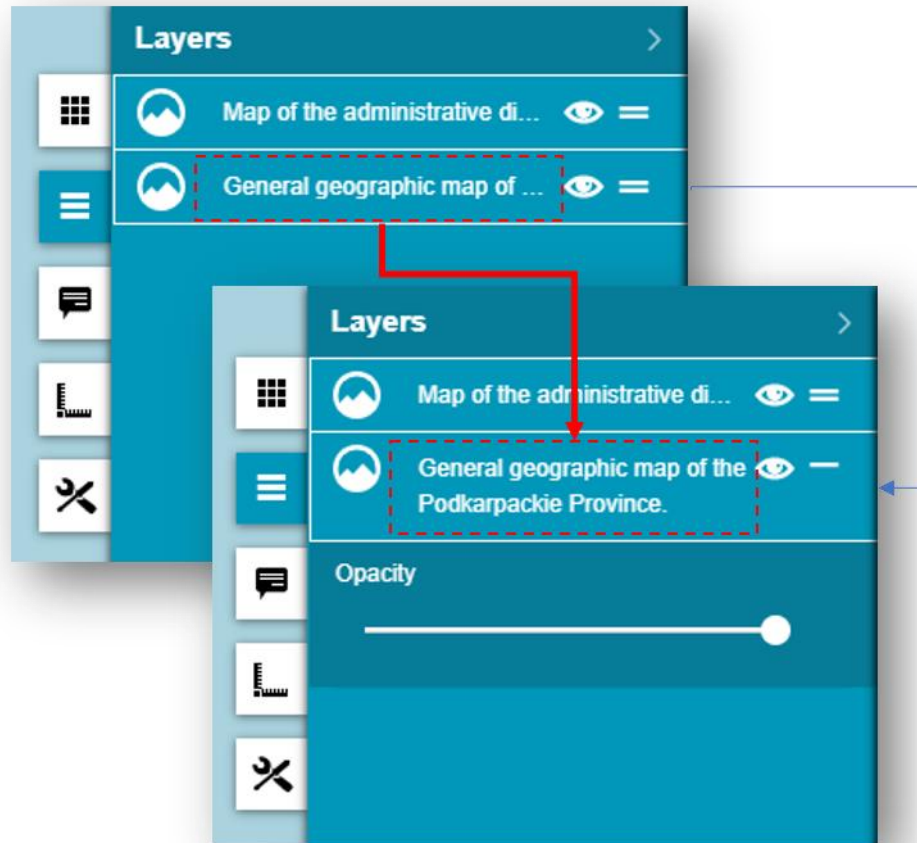 Layers
Map of the administrative di...
General geographic map of ...
Layers
Map of the administrative di...
General geographic map of the
Podkarpackie Province.
Opacity